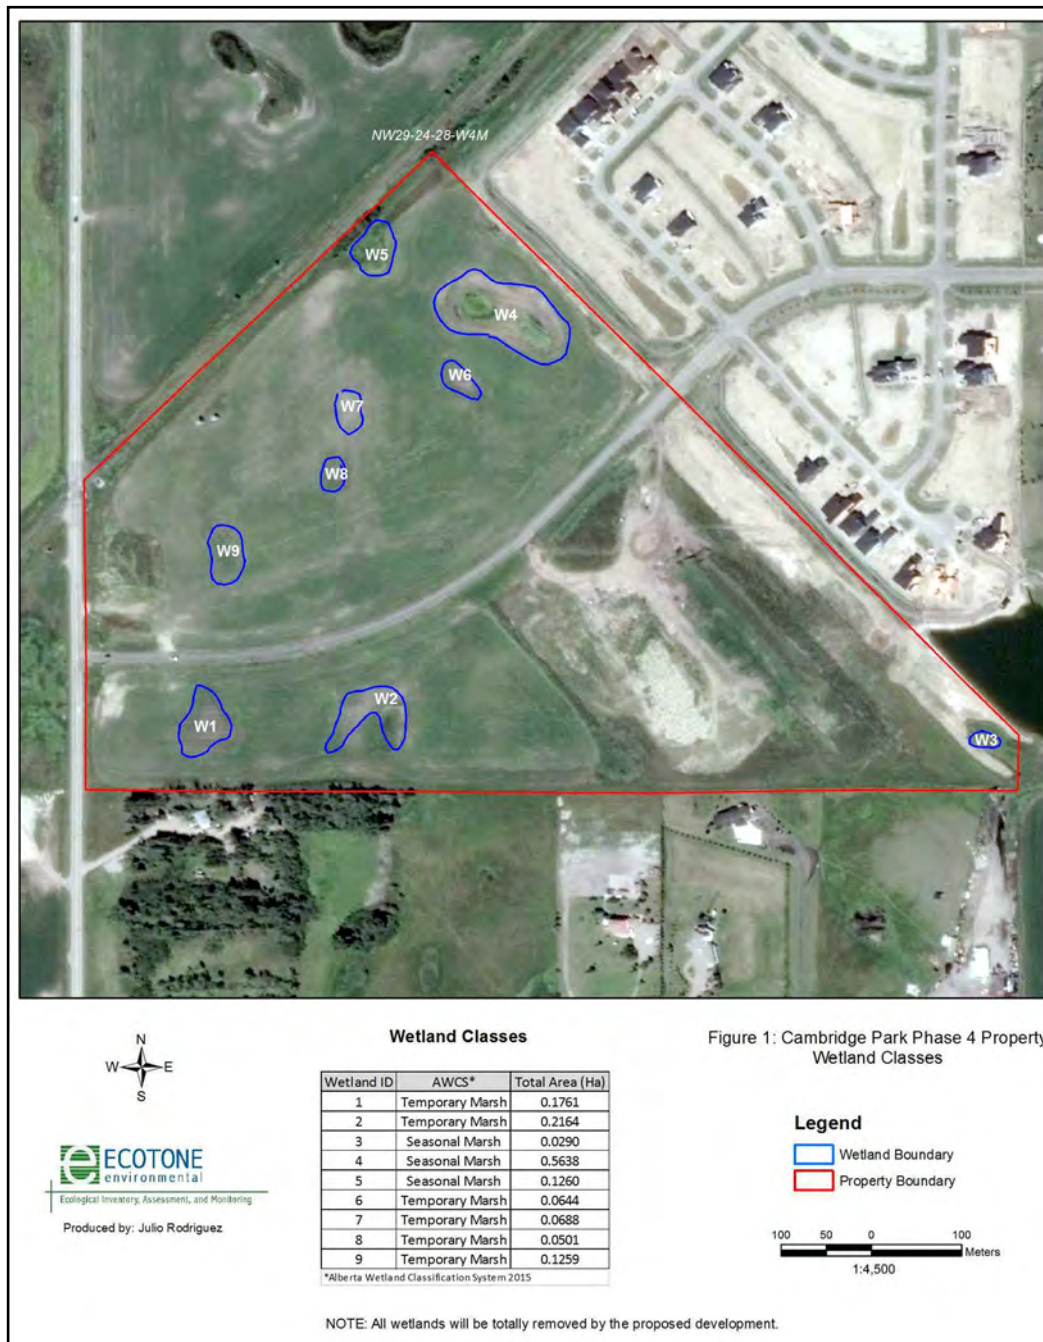 NW29-24-28-W4M
W5
W4
W6
W7
W8
W9
W1
W2
W3
N
W E
S
ECOTONE
environmental
Ecological Inventory, Assessment, and Monitoring
Produced by: Julio Rodriguez
Wetland Classes
Wetland ID AWCS* Total Area (Ha)
1 Temporary Marsh 0.1761
2 Temporary Marsh 0.2164
3 Seasonal Marsh 0.0290
4 Seasonal Marsh 0.5638
5 Seasonal Marsh 0.1260
6 Temporary Marsh 0.0644
7 Temporary Marsh 0.0688
8 Temporary Marsh 0.0501
9 Temporary Marsh 0.1259
*Alberta Wetland Classification System 2015
Figure 1: Cambridge Park Phase 4 Property
Wetland Classes
Legend
Wetland Boundary
Property Boundary
100 50 0 100
Meters
1:4,500
NOTE: All wetlands will be totally removed by the proposed development.